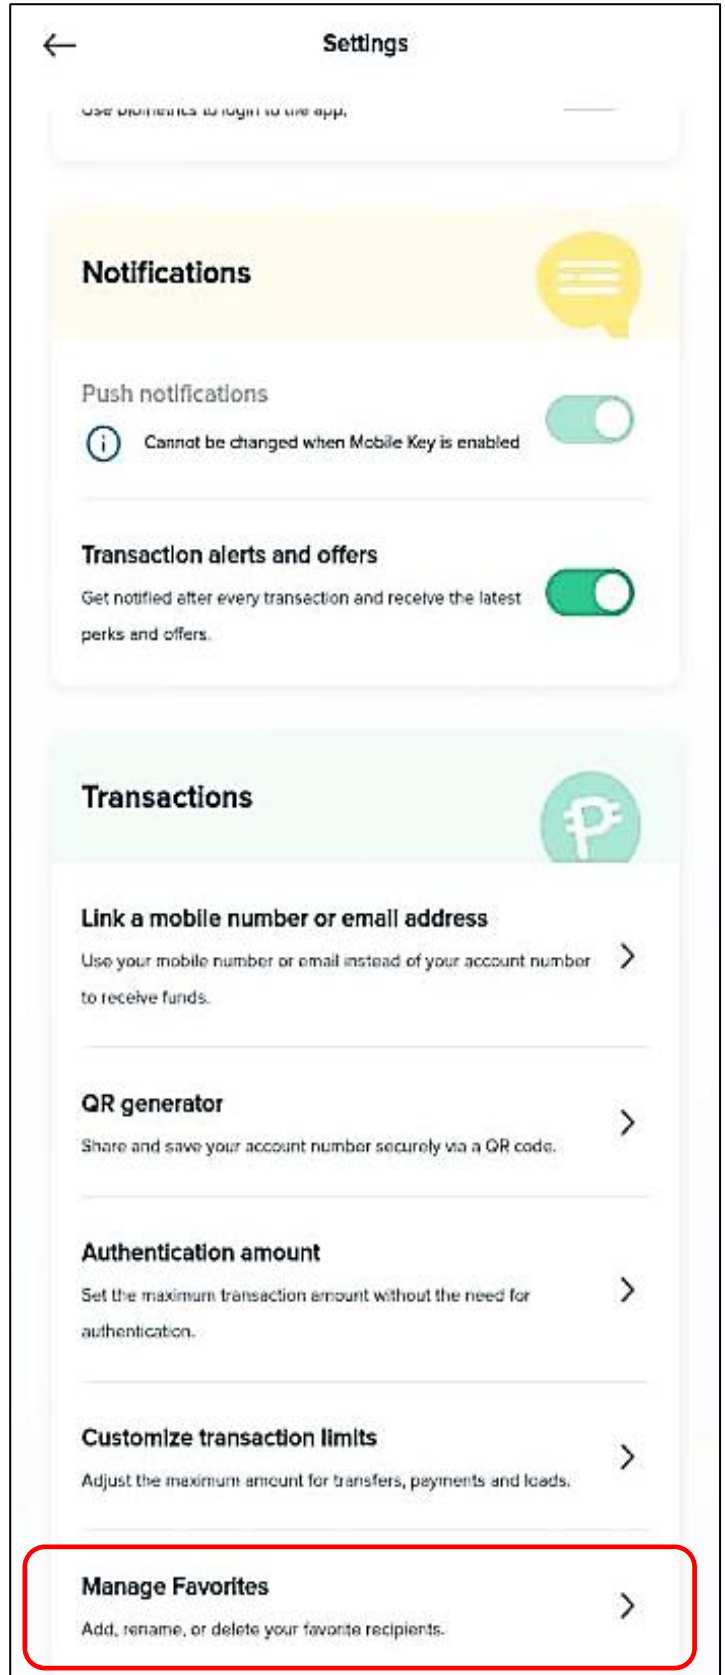 Settings
Use biometrics to login to the app.
Notifications
Push notifications
Cannot be changed when Mobile Key is enabled
Transaction alerts and offers
Get notified after every transaction and receive the latest
perks and offers.
Transactions
Link a mobile number or email address
Use your mobile number or email instead of your account number
to receive funds.
QR generator
Share and save your account number securely via a QR code.
Authentication amount
Set the maximum transaction amount without the need for
authentication.
Customize transaction limits
Adjust the maximum amount for transfers, payments and loads.
Manage Favorites
Add, rename, or delete your favorite recipients.